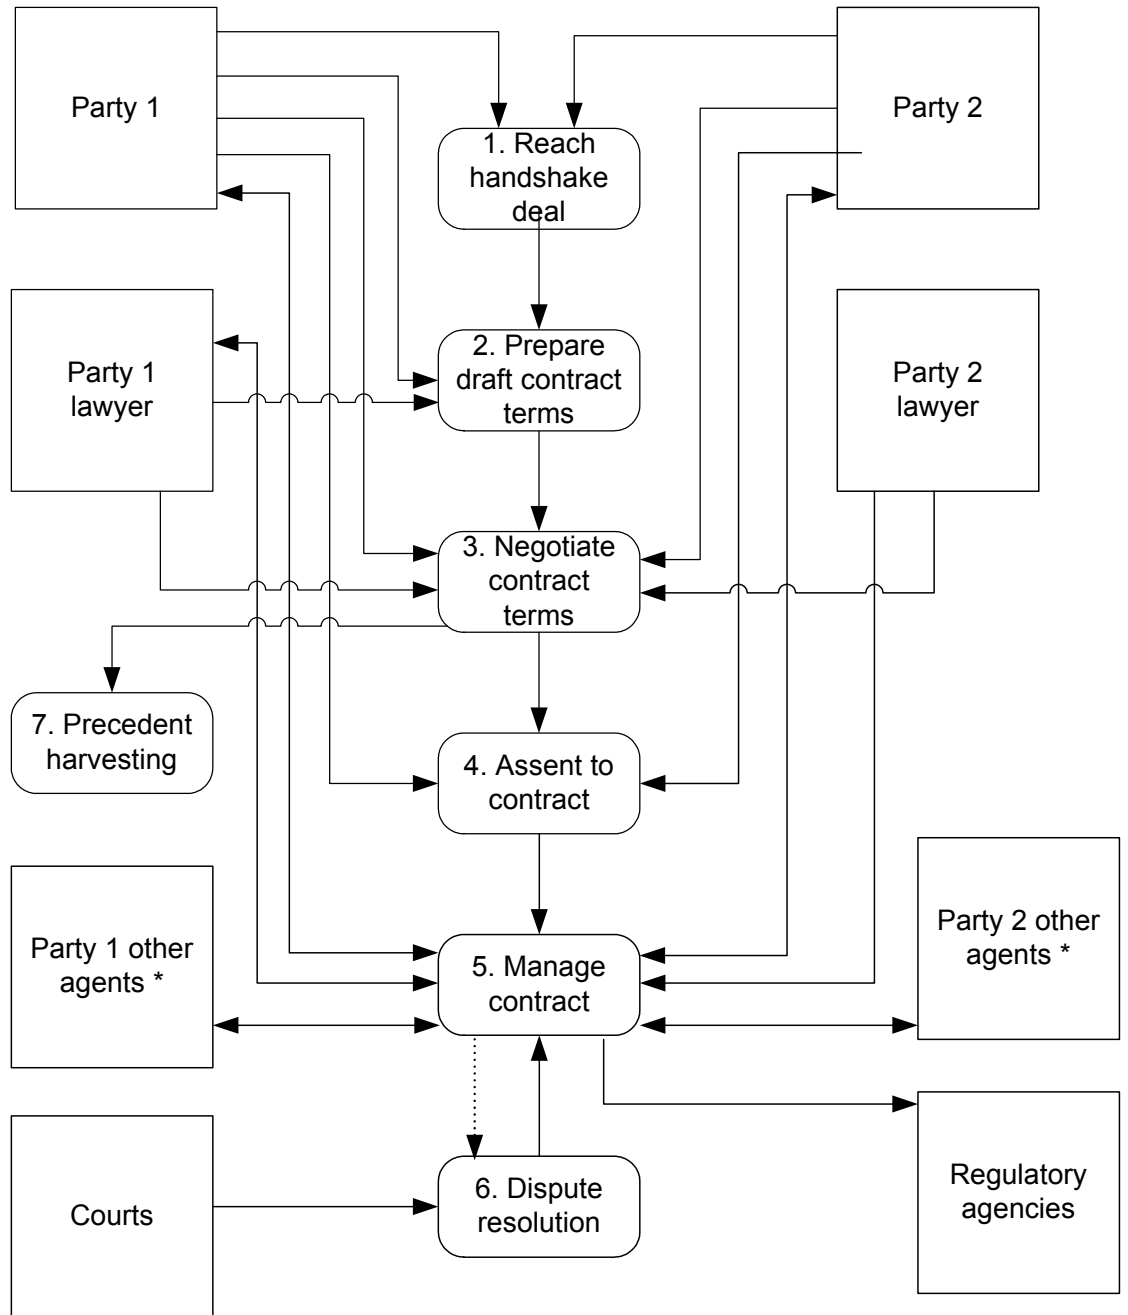 Party 1
Party 2
1. Reach
handshake
deal
Party 1
lawyer
2. Prepare
draft contract
terms
Party 2
lawyer
3. Negotiate
contract
terms
7. Precedent
harvesting
4. Assent to
contract
Party 1 other
agents *
5. Manage
contract
Party 2 other
agents *
Courts
6. Dispute
resolution
Regulatory
agencies